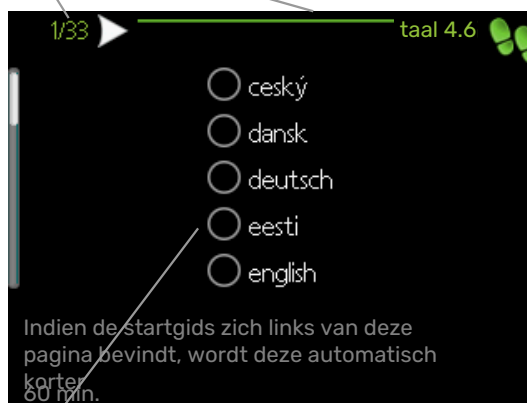 1/33
taal 4.6
ceský
dansk
deutsch
eesti
english
Indien de startgids zich links van deze
pagina bevindt, wordt deze automatisch
korter
60 min.